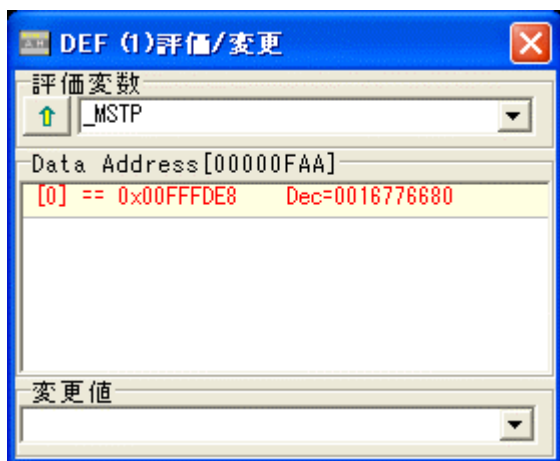 DEF (1)評価/変更
評価変数
_MSTP
Data Address[00000FAA]
[0] == 0x00FFFDE8 Dec=0016776680
変更値